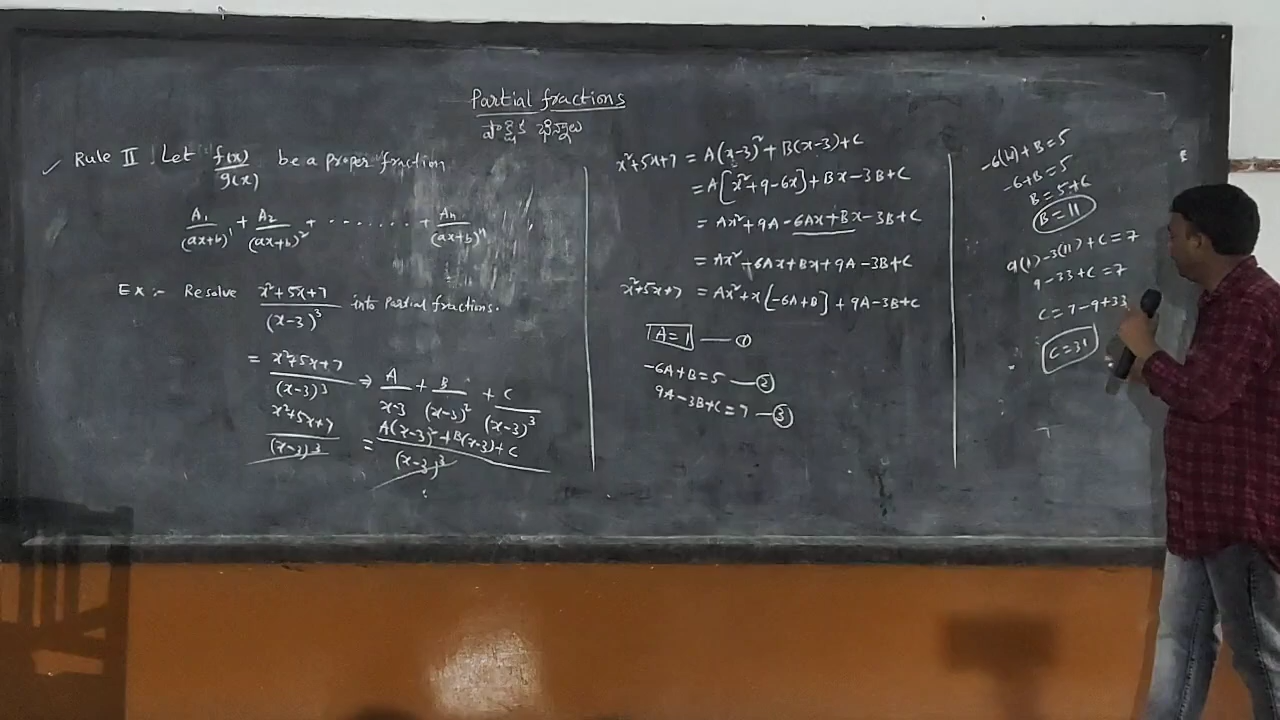 Partial fractions
పాక్షిక భిన్నాలు
✓ Rule II Let f(x)/g(x) be a proper fraction
A₁/(ax+b)¹ + A₂/(ax+b)² + ........ + Aₙ/(ax+b)ⁿ
Ex :- Resolve x²+5x+7/(x-3)³ into Partial fractions.
= x²+5x+7/(x-3)³ ⇒ A/x-3 + B/(x-3)² + C/(x-3)³
x²+5x+7/(x-3)³ = A(x-3)²+B(x-3)+C/(x-3)³
x²+5x+7 = A(x-3)²+B(x-3)+C
= A[x²+9-6x]+Bx-3B+C
= Ax²+9A-6Ax+Bx-3B+C
= Ax²-6Ax+Bx+9A-3B+C
x²+5x+7 = Ax²+x[-6A+B]+9A-3B+C
A=1 — ①
-6A+B=5 — ②
9A-3B+C=7 — ③
-6+B=5
B=5+6
B=11
9(1)-3(11)+C=7
9-33+C=7
C=7-9+33
C=31